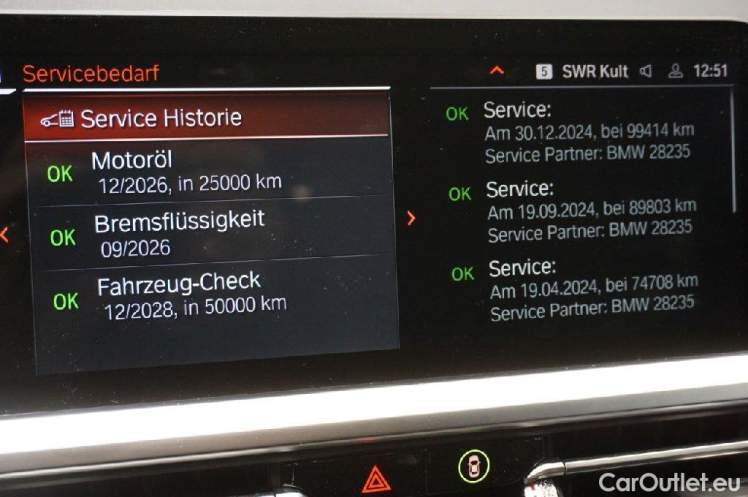 Servicebedarf
5 SWR Kult 12:51
Service Historie
OK Motoröl
12/2026, in 25000 km
OK Bremsflüssigkeit
09/2026
OK Fahrzeug-Check
12/2028, in 50000 km
OK Service:
Am 30.12.2024, bei 99414 km
Service Partner: BMW 28235
OK Service:
Am 19.09.2024, bei 89803 km
Service Partner: BMW 28235
OK Service:
Am 19.04.2024, bei 74708 km
Service Partner: BMW 28235
CarOutlet.eu